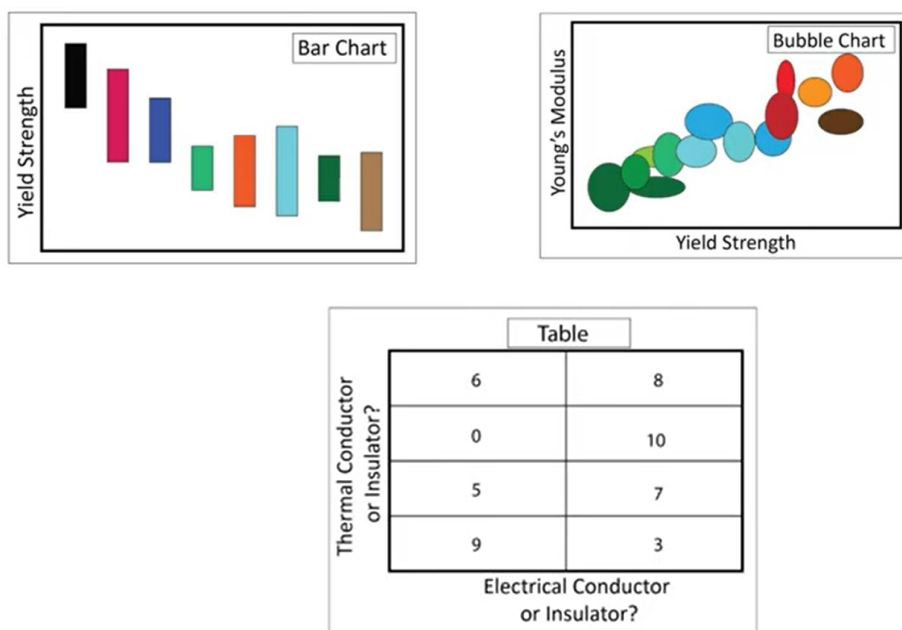 Bar Chart
Yield Strength
Bubble Chart
Young's Modulus
Yield Strength
Table
Thermal Conductor
or Insulator?
6 8
0 10
5 7
9 3
Electrical Conductor
or Insulator?